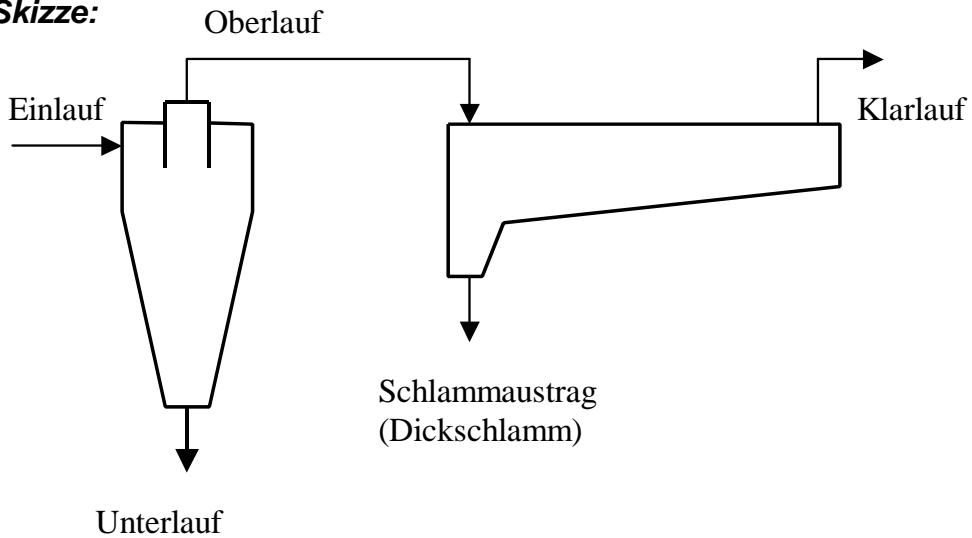 Skizze:
Oberlauf
Einlauf
Klarlauf
Schlammaustrag
(Dickschlamm)
Unterlauf